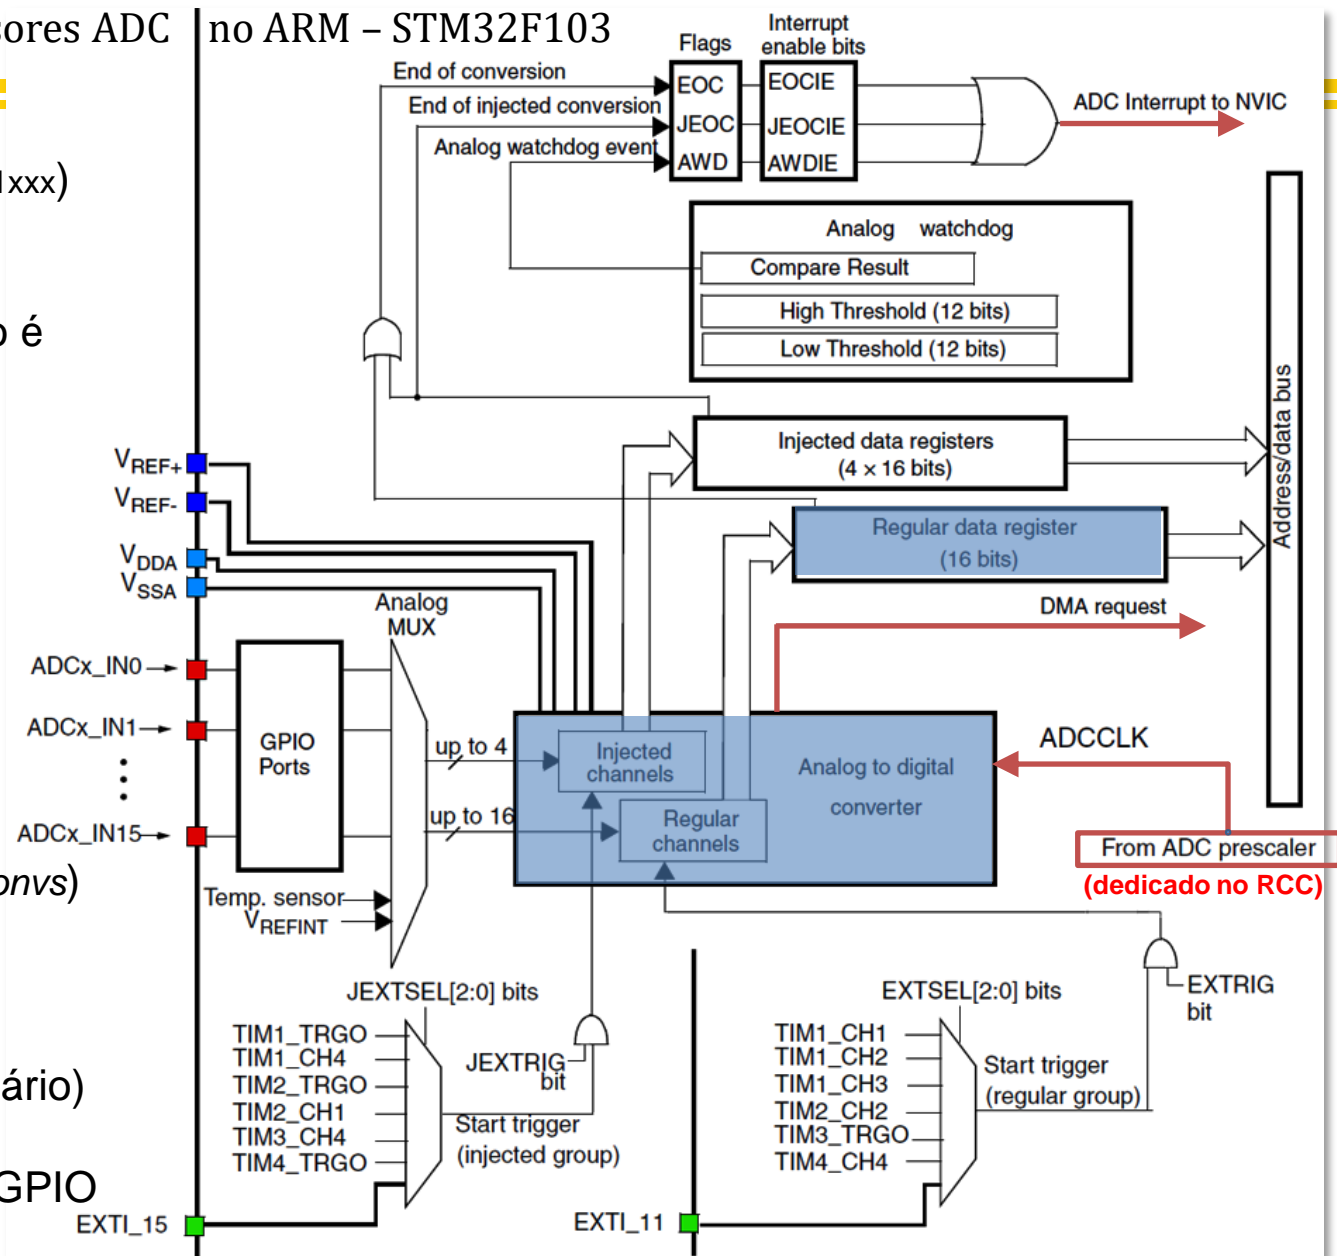 sores ADC no ARM – STM32F103
1xxx)
o é
onvs)
ário)
GPIO
Flags
Interrupt
enable bits
End of conversion
End of injected conversion
Analog watchdog event
EOC
JEOC
AWD
EOCIE
JEOCIE
AWDIE
ADC Interrupt to NVIC
Analog watchdog
Compare Result
High Threshold (12 bits)
Low Threshold (12 bits)
Injected data registers
(4 × 16 bits)
Regular data register
(16 bits)
Address/data bus
DMA request
VREF+
VREF-
VDDA
VSSA
Analog
MUX
ADCx_IN0
ADCx_IN1
ADCx_IN15
GPIO
Ports
up to 4
up to 16
Injected
channels
Regular
channels
Analog to digital
converter
ADCCLK
From ADC prescaler
(dedicado no RCC)
Temp. sensor
VREFINT
JEXTSEL[2:0] bits
TIM1_TRGO
TIM1_CH4
TIM2_TRGO
TIM2_CH1
TIM3_CH4
TIM4_TRGO
JEXTRIG
bit
Start trigger
(injected group)
EXTI_15
EXTSEL[2:0] bits
TIM1_CH1
TIM1_CH2
TIM1_CH3
TIM2_CH2
TIM3_TRGO
TIM4_CH4
EXTRIG
bit
Start trigger
(regular group)
EXTI_11